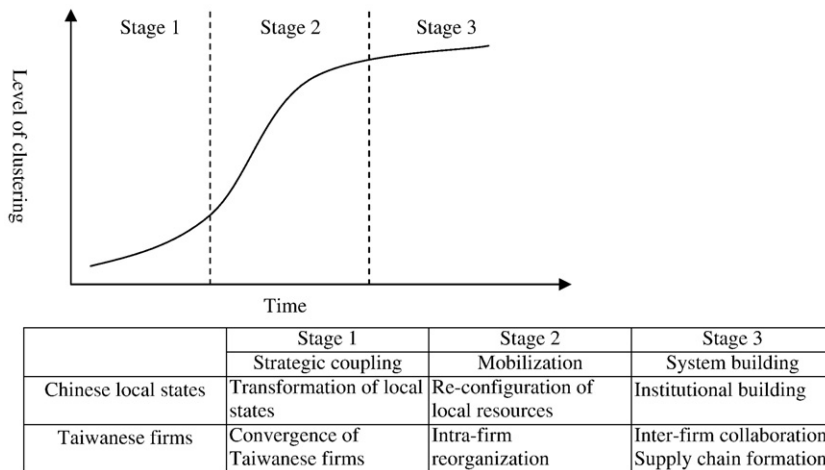 Stage 1 Stage 2 Stage 3
Level of clustering
Time
Stage 1 Stage 2 Stage 3
Strategic coupling Mobilization System building
Chinese local states Transformation of local Re-configuration of Institutional building
states local resources
Taiwanese firms Convergence of Intra-firm Inter-firm collaboration
Taiwanese firms reorganization Supply chain formation